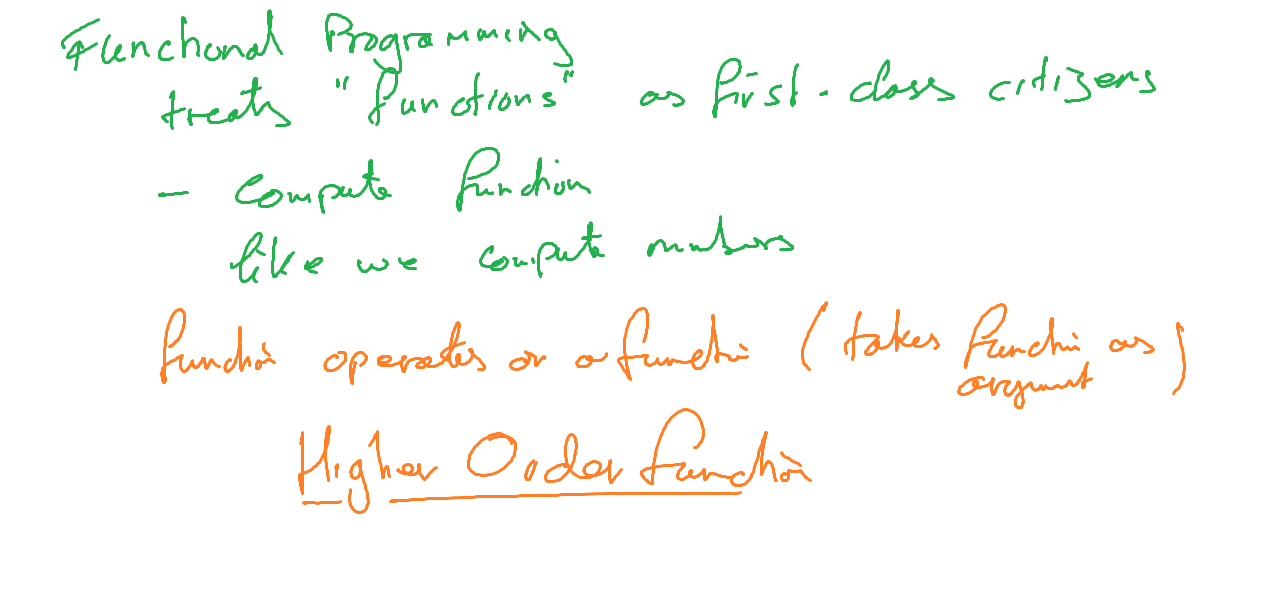 Functional Programming
treats "functions" as first-class citizens
- Compute function
like we compute numbers
function operates on a function (takes function as argument)
Higher Order Function